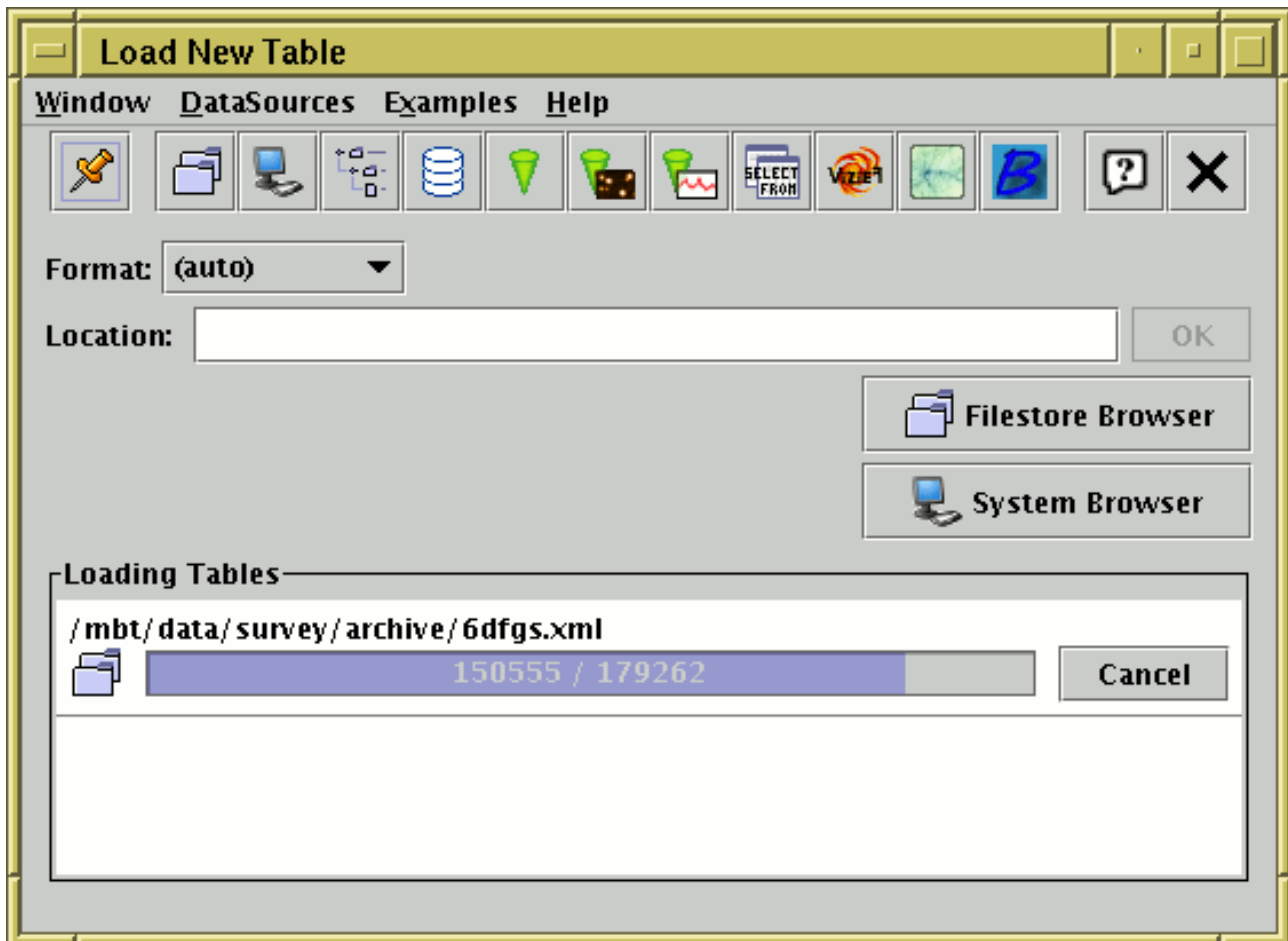 Load New Table
Window DataSources Examples Help
SELECT
FROM
VizieR
B
?
Format: (auto)
Location:
OK
Filestore Browser
System Browser
Loading Tables
/mbt/data/survey/archive/6dfgs.xml
150555 / 179262
Cancel